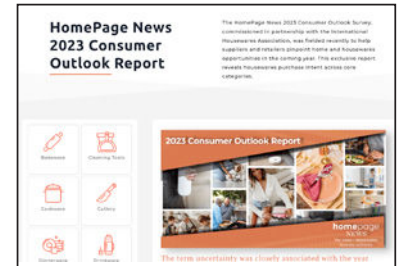 HomePage News
2023 Consumer
Outlook Report
The HomePage News 2023 Consumer Outlook Survey,
commissioned in partnership with the International
Housewares Association, was fielded recently to help
suppliers and retailers pinpoint home and housewares
opportunities in the coming year. This exclusive report
reveals housewares purchase intent across core
categories.
Bakeware
Cleaning Tools
Cookware
Cutlery
Dinnerware
Drinkware
2023 Consumer Outlook Report
homepage
NEWS
The term uncertainty was closely associated with the year